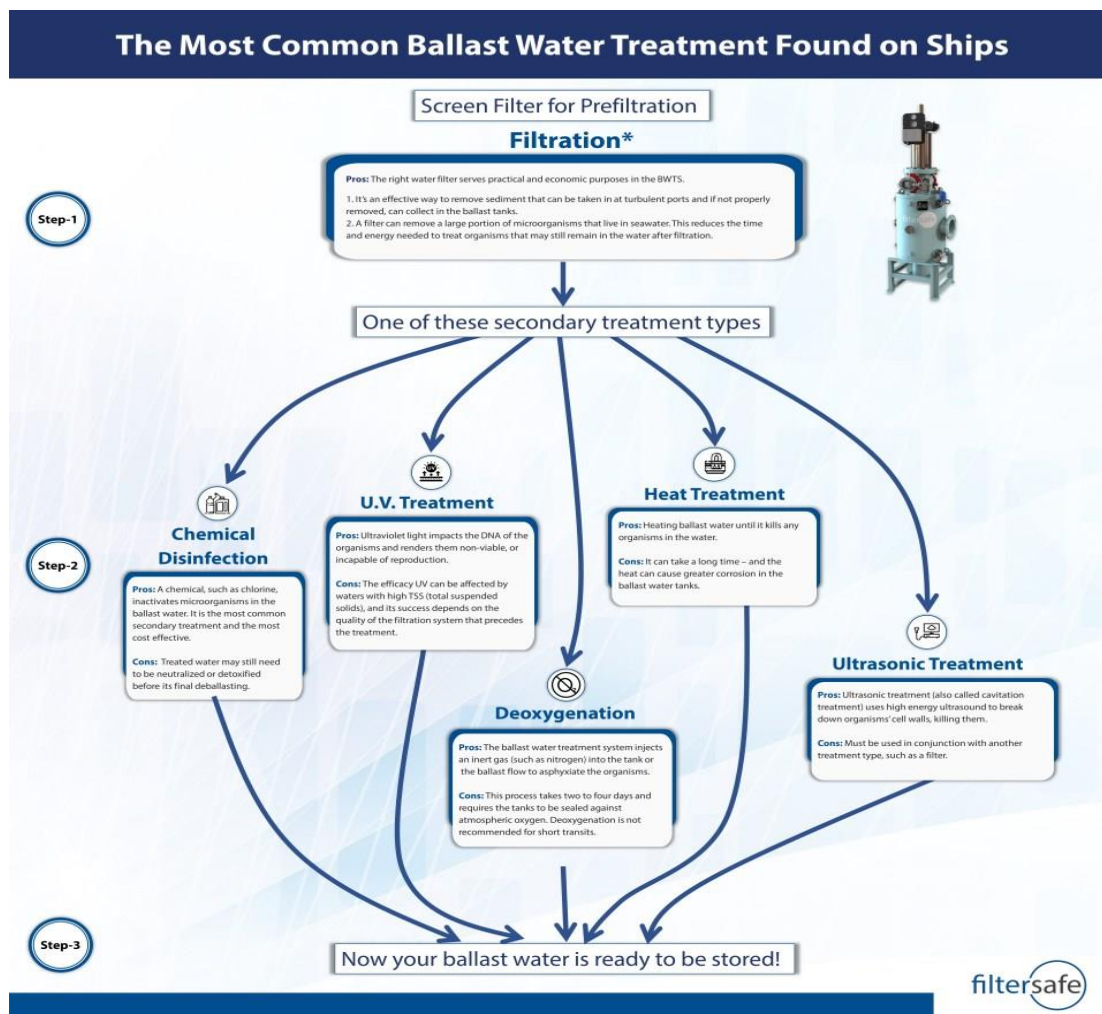 The Most Common Ballast Water Treatment Found on Ships
Screen Filter for Prefiltration
Filtration*
Step-1
Pros: The right water filter serves practical and economic purposes in the BWTS.
1. It's an effective way to remove sediment that can be taken in at turbulent ports and if not properly
removed, can collect in the ballast tanks.
2. A filter can remove a large portion of microorganisms that live in seawater. This reduces the time
and energy needed to treat organisms that may still remain in the water after filtration.
One of these secondary treatment types
Step-2
Chemical
Disinfection
Pros: A chemical, such as chlorine,
inactivates microorganisms in the
ballast water. It is the most common
secondary treatment and the most
cost effective.
Cons: Treated water may still need
to be neutralized or detoxified
before its final deballasting.
U.V. Treatment
Pros: Ultraviolet light impacts the DNA of the
organisms and renders them non-viable, or
incapable of reproduction.
Cons: The efficacy UV can be affected by
waters with high TSS (total suspended
solids), and its success depends on the
quality of the filtration system that precedes
the treatment.
Deoxygenation
Pros: The ballast water treatment system injects
an inert gas (such as nitrogen) into the tank or
the ballast flow to asphyxiate the organisms.
Cons: This process takes two to four days and
requires the tanks to be sealed against
atmospheric oxygen. Deoxygenation is not
recommended for short transits.
Heat Treatment
Pros: Heating ballast water until it kills any
organisms in the water.
Cons: It can take a long time – and the
heat can cause greater corrosion in the
ballast water tanks.
Ultrasonic Treatment
Pros: Ultrasonic treatment (also called cavitation
treatment) uses high energy ultrasound to break
down organisms' cell walls, killing them.
Cons: Must be used in conjunction with another
treatment type, such as a filter.
Step-3
Now your ballast water is ready to be stored!
filtersafe